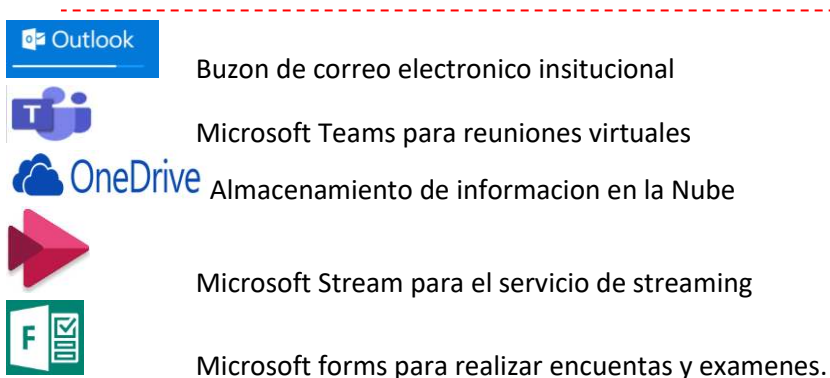 Outlook
Buzon de correo electronico insitucional
Microsoft Teams para reuniones virtuales
OneDrive Almacenamiento de informacion en la Nube
Microsoft Stream para el servicio de streaming
Microsoft forms para realizar encuentas y examenes.